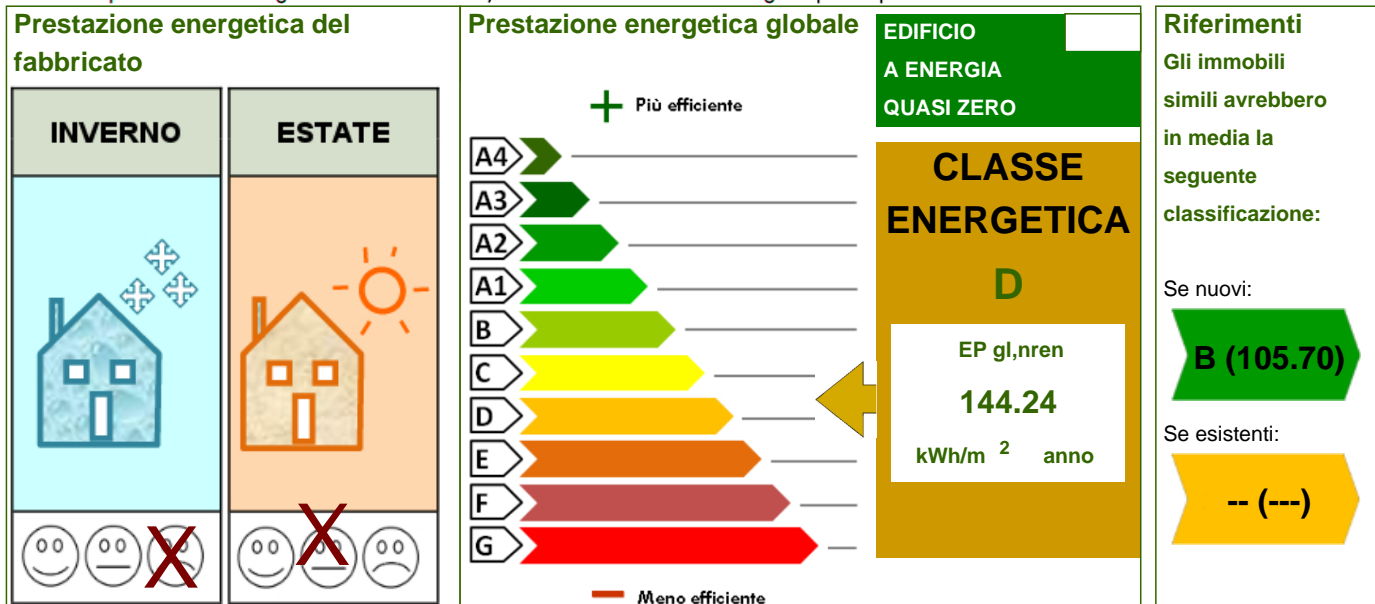 Prestazione energetica del
fabbricato
INVERNO
ESTATE
Prestazione energetica globale
Più efficiente
A4
A3
A2
A1
B
C
D
E
F
G
Meno efficiente
EDIFICIO
A ENERGIA
QUASI ZERO
CLASSE
ENERGETICA
D
EP gl,nren
144.24
kWh/m 2 anno
Riferimenti
Gli immobili
simili avrebbero
in media la
seguente
classificazione:
Se nuovi:
B (105.70)
Se esistenti:
-- (---)